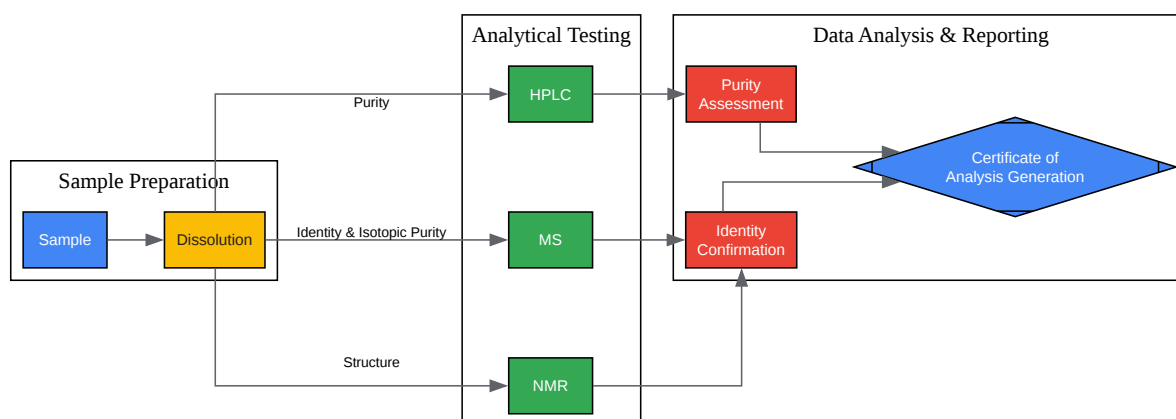 Analytical Testing
Data Analysis & Reporting
HPLC
Purity
Assessment
Purity
Certificate of
Analysis Generation
Sample Preparation
Sample
Dissolution
Identity & Isotopic Purity
MS
Identity
Confirmation
Structure
NMR